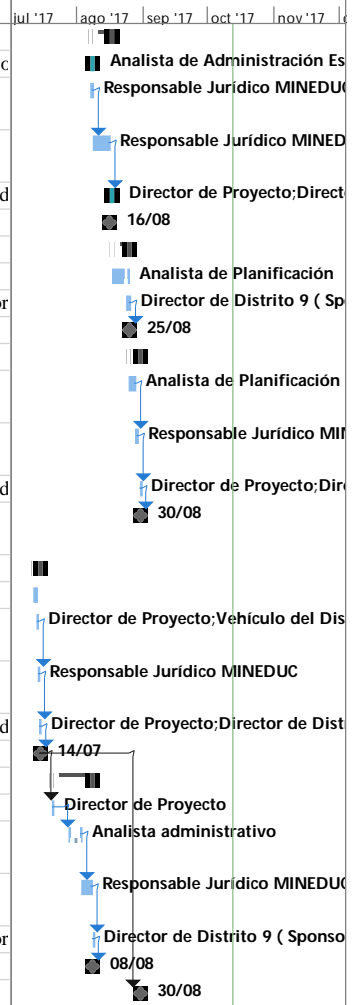 jul '17 ago '17 sep '17 oct '17 nov '17
Analista de Administración Es
Responsable Jurídico MINEDUC
Responsable Jurídico MINED
d Director de Proyecto;Direct
16/08
Analista de Planificación
or Director de Distrito 9 ( Sp
25/08
Analista de Planificación
Responsable Jurídico MIN
d Director de Proyecto;Dir
30/08
Director de Proyecto;Vehículo del Dis
Responsable Jurídico MINEDUC
d Director de Proyecto;Director de Dist
14/07
Director de Proyecto
Analista administrativo
Responsable Jurídico MINEDUC
or Director de Distrito 9 ( Sponso
08/08
30/08